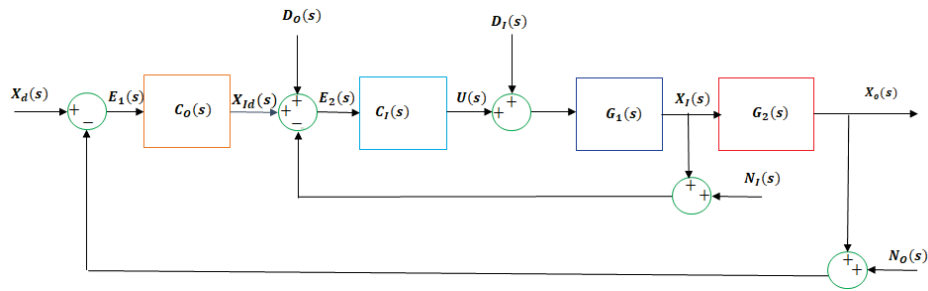 D_O(s)
D_I(s)
X_d(s)
+
−
E_1(s)
C_O(s)
X_Id(s)
+
+
−
E_2(s)
C_I(s)
U(s)
+
+
G_1(s)
X_I(s)
G_2(s)
X_o(s)
+
+
N_I(s)
+
+
N_O(s)